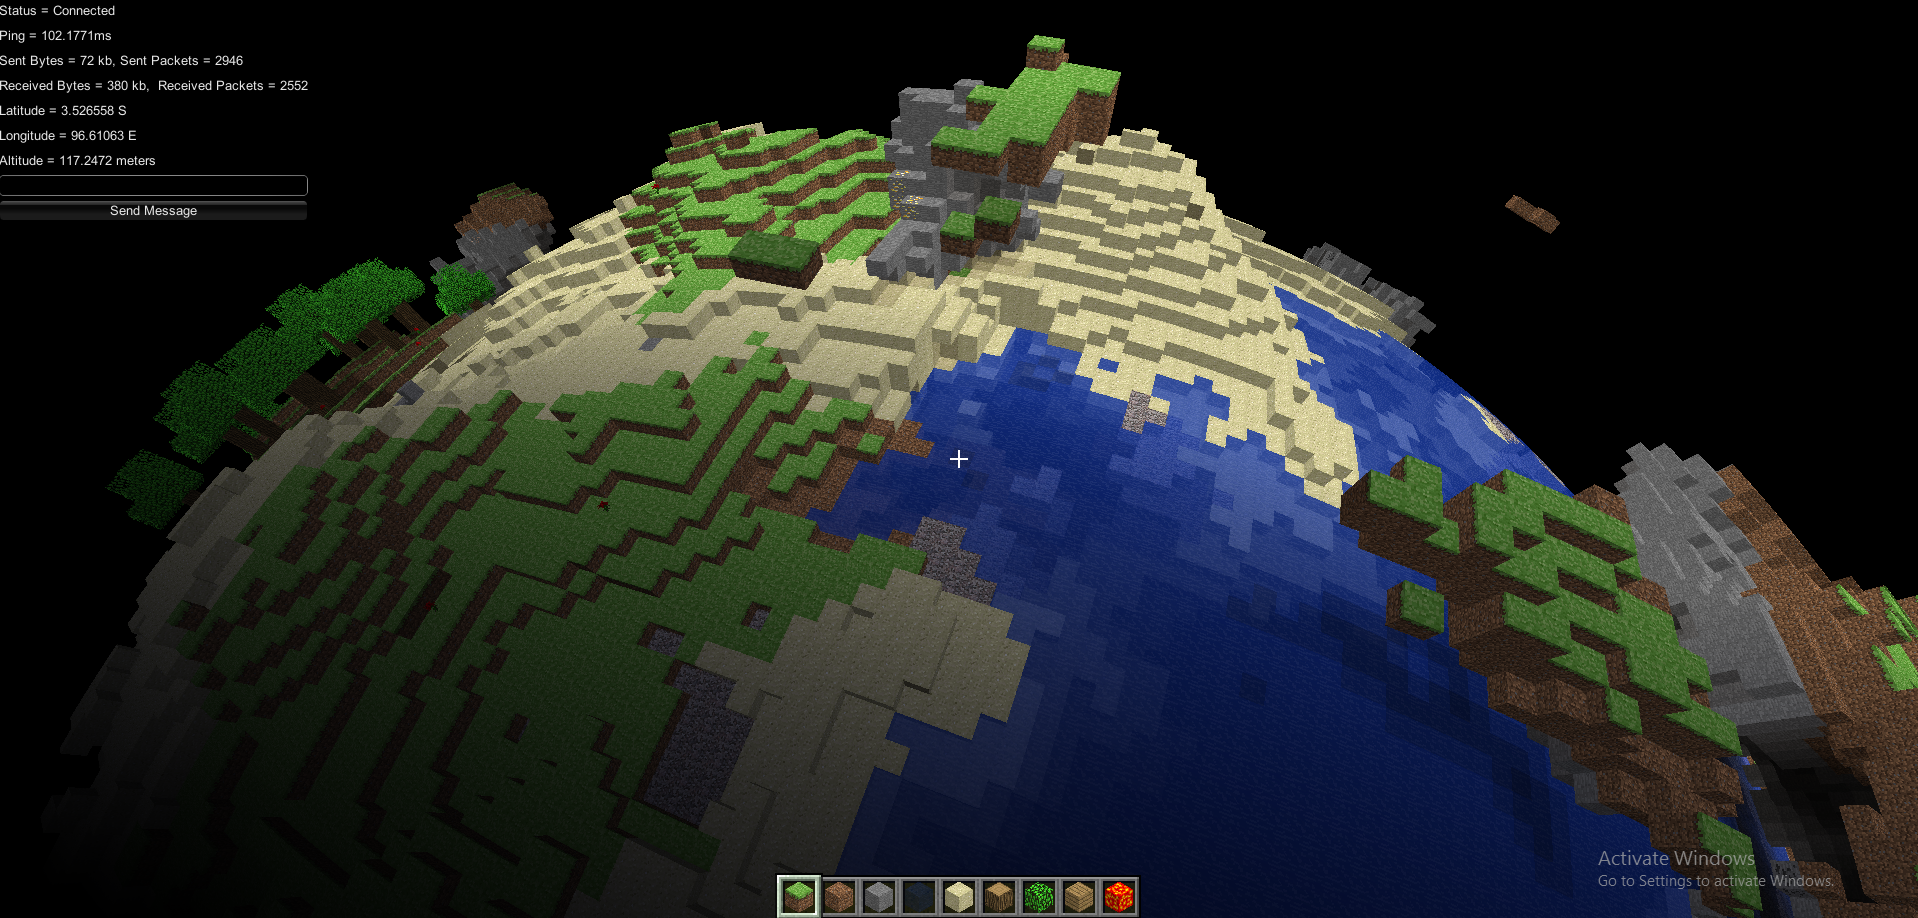 Status = Connected
Ping = 102.1771ms
Sent Bytes = 72 kb, Sent Packets = 2946
Received Bytes = 380 kb,  Received Packets = 2552
Latitude = 3.526558 S
Longitude = 96.61063 E
Altitude = 117.2472 meters
Send Message
Activate Windows
Go to Settings to activate Windows.